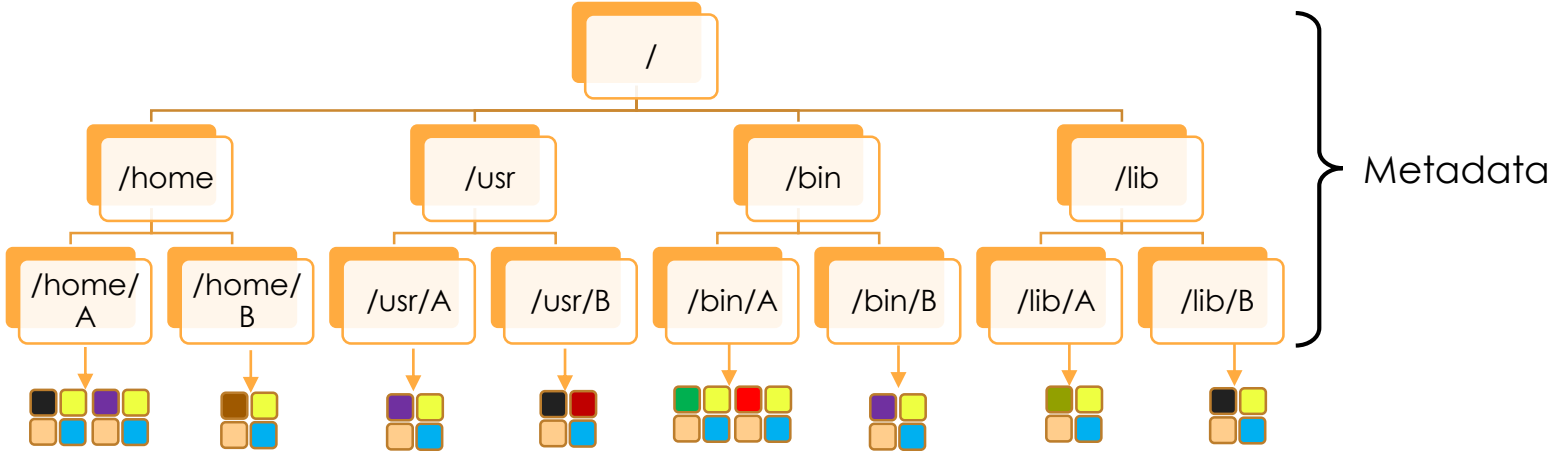 /
/home
/usr
/bin
/lib
Metadata
/home/
A
/home/
B
/usr/A
/usr/B
/bin/A
/bin/B
/lib/A
/lib/B